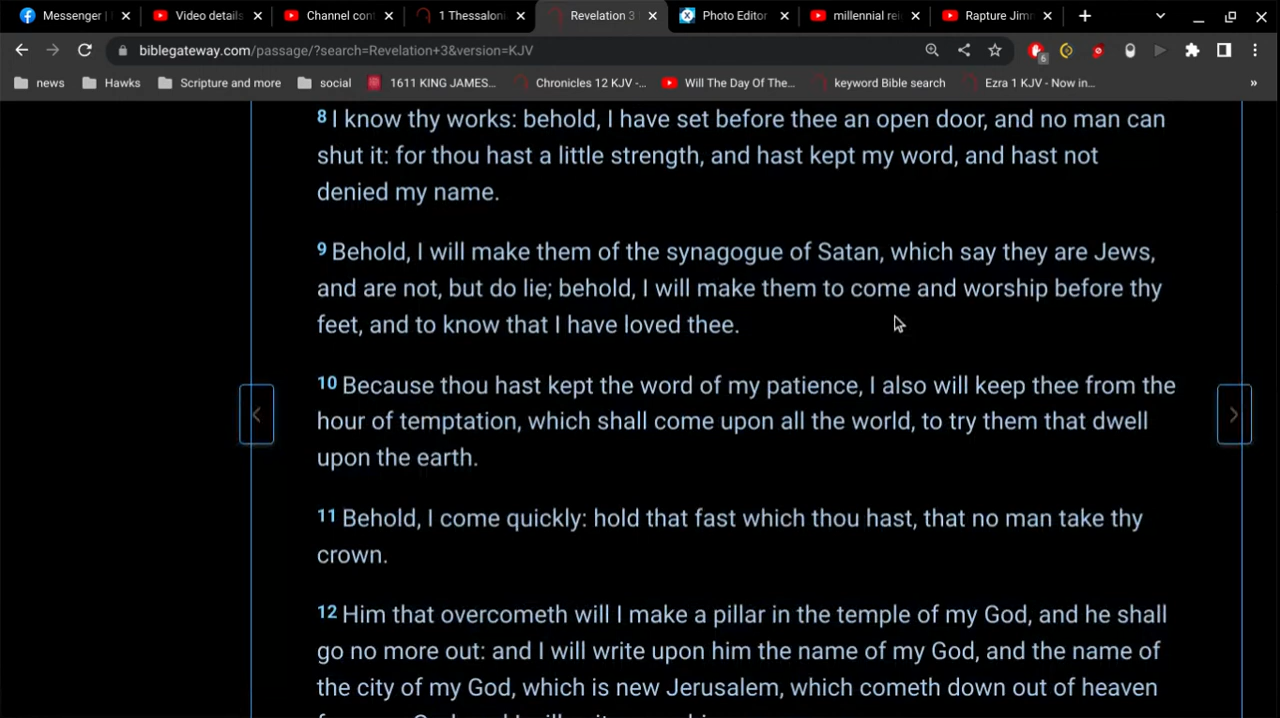 Messenger |
Video details
Channel con
1 Thessaloni
Revelation 3
Photo Editor
millennial rei
Rapture Jimm
biblegateway.com/passage/?search=Revelation+3&version=KJV
6
news
Hawks
Scripture and more
social
1611 KING JAMES...
Chronicles 12 KJV -...
Will The Day Of The...
keyword Bible search
Ezra 1 KJV - Now in...
»
8 I know thy works: behold, I have set before thee an open door, and no man can
shut it: for thou hast a little strength, and hast kept my word, and hast not
denied my name.
9 Behold, I will make them of the synagogue of Satan, which say they are Jews,
and are not, but do lie; behold, I will make them to come and worship before thy
feet, and to know that I have loved thee.
10 Because thou hast kept the word of my patience, I also will keep thee from the
hour of temptation, which shall come upon all the world, to try them that dwell
upon the earth.
11 Behold, I come quickly: hold that fast which thou hast, that no man take thy
crown.
12 Him that overcometh will I make a pillar in the temple of my God, and he shall
go no more out: and I will write upon him the name of my God, and the name of
the city of my God, which is new Jerusalem, which cometh down out of heaven